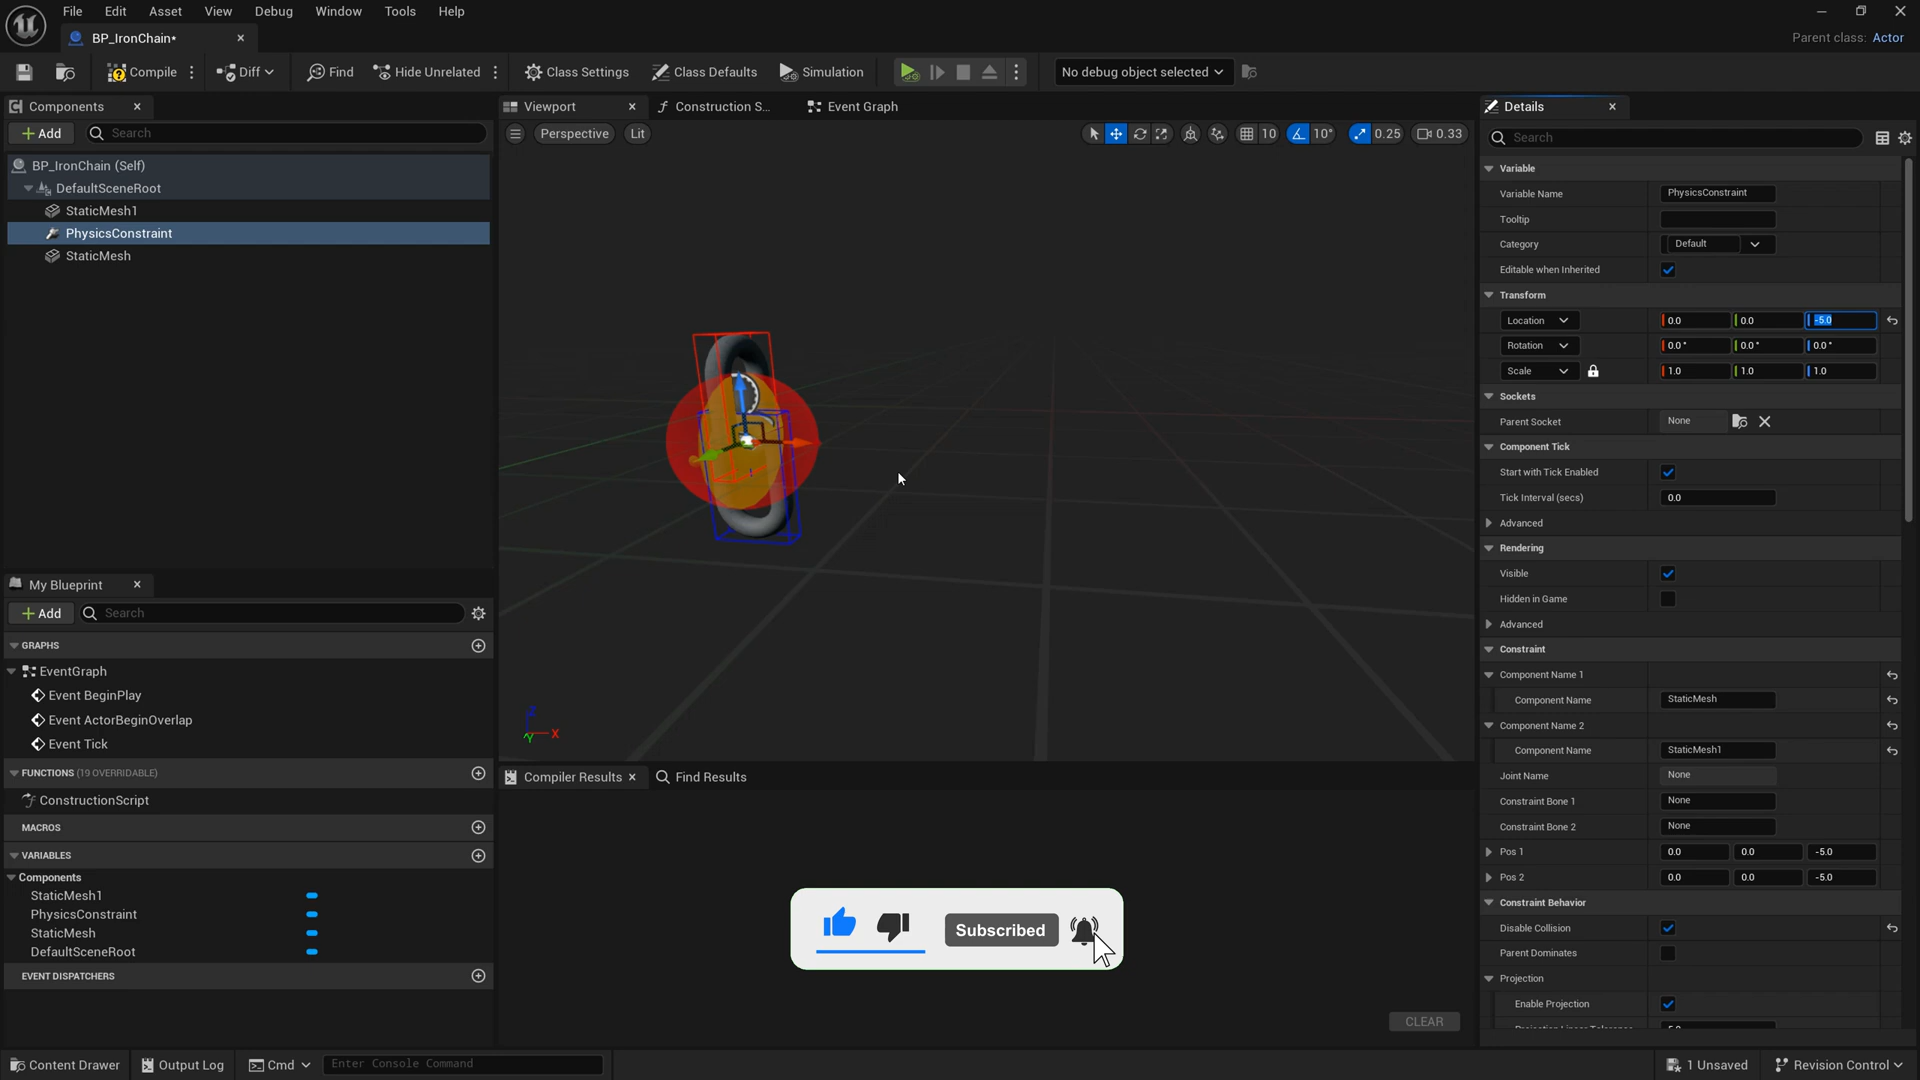 File Edit Asset View Debug Window Tools Help
BP_IronChain*
Parent class: Actor
Compile Diff Find Hide Unrelated Class Settings Class Defaults Simulation No debug object selected
Components
Add Search
BP_IronChain (Self)
DefaultSceneRoot
StaticMesh1
PhysicsConstraint
StaticMesh
My Blueprint
Add Search
GRAPHS
EventGraph
Event BeginPlay
Event ActorBeginOverlap
Event Tick
FUNCTIONS (19 OVERRIDABLE)
ConstructionScript
MACROS
VARIABLES
Components
StaticMesh1
PhysicsConstraint
StaticMesh
DefaultSceneRoot
EVENT DISPATCHERS
Viewport Construction S... Event Graph
Perspective Lit 10 10° 0.25 0.33
Z
Y X
Compiler Results Find Results
Subscribed
CLEAR
Details
Search
Variable
Variable Name PhysicsConstraint
Tooltip
Category Default
Editable when Inherited
Transform
Location 0.0 0.0 -5.0
Rotation 0.0° 0.0° 0.0°
Scale 1.0 1.0 1.0
Sockets
Parent Socket None
Component Tick
Start with Tick Enabled
Tick Interval (secs) 0.0
Advanced
Rendering
Visible
Hidden in Game
Advanced
Constraint
Component Name 1
Component Name StaticMesh
Component Name 2
Component Name StaticMesh1
Joint Name None
Constraint Bone 1 None
Constraint Bone 2 None
Pos 1 0.0 0.0 -5.0
Pos 2 0.0 0.0 -5.0
Constraint Behavior
Disable Collision
Parent Dominates
Projection
Enable Projection
Content Drawer Output Log Cmd Enter Console Command 1 Unsaved Revision Control